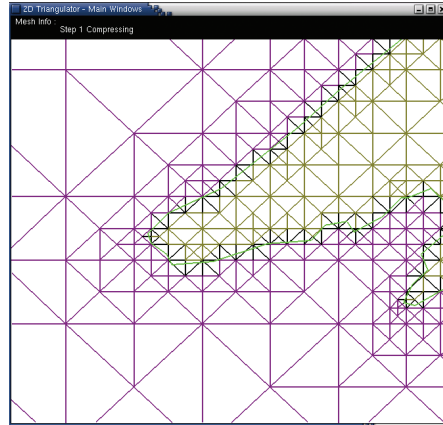 2D Triangulator - Main Windows
Mesh Info :
Step 1 Compressing